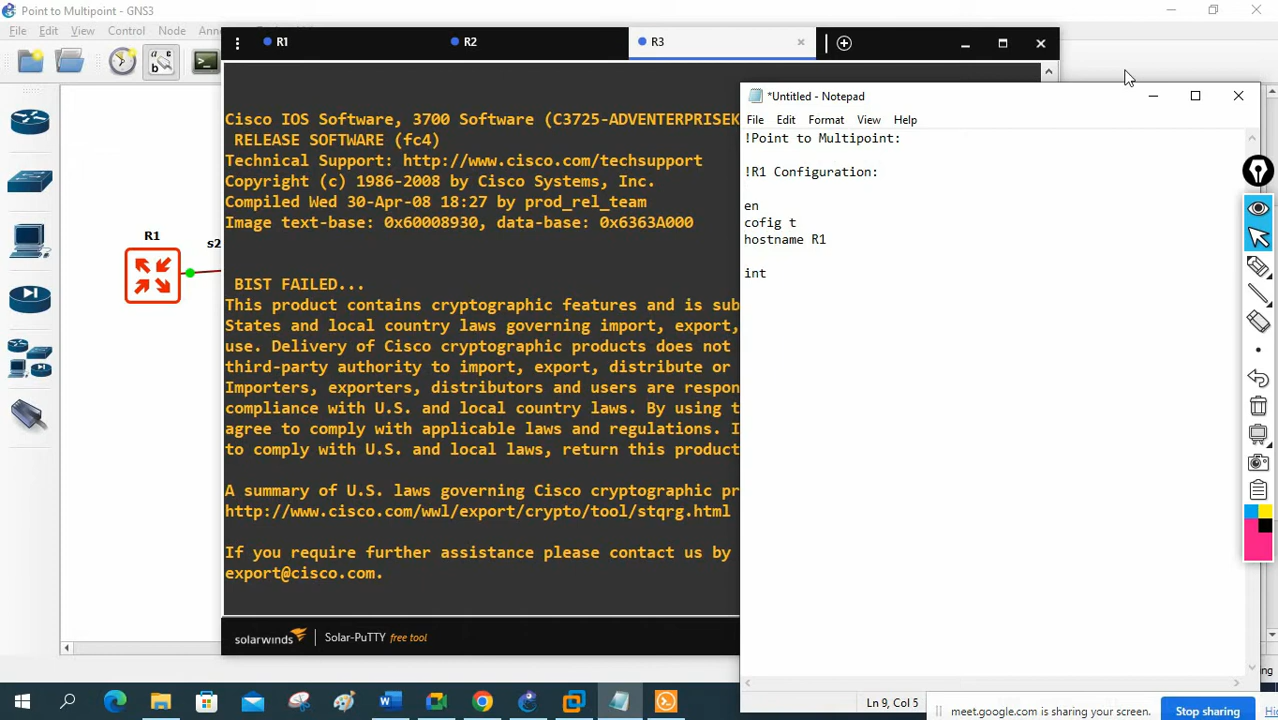 Point to Multipoint - GNS3
File Edit View Control Node
R1 R2 R3
R1
s2
Cisco IOS Software, 3700 Software (C3725-ADVENTERPRISEK
RELEASE SOFTWARE (fc4)
Technical Support: http://www.cisco.com/techsupport
Copyright (c) 1986-2008 by Cisco Systems, Inc.
Compiled Wed 30-Apr-08 18:27 by prod_rel_team
Image text-base: 0x60008930, data-base: 0x6363A000
BIST FAILED...
This product contains cryptographic features and is sub
States and local country laws governing import, export,
use. Delivery of Cisco cryptographic products does not
third-party authority to import, export, distribute or
Importers, exporters, distributors and users are respon
compliance with U.S. and local country laws. By using t
agree to comply with applicable laws and regulations. I
to comply with U.S. and local laws, return this product
A summary of U.S. laws governing Cisco cryptographic pr
http://www.cisco.com/wwl/export/crypto/tool/stqrg.html
If you require further assistance please contact us by
export@cisco.com.
solarwinds Solar-PuTTY free tool
*Untitled - Notepad
File Edit Format View Help
!Point to Multipoint:
!R1 Configuration:
en
cofig t
hostname R1
int
Ln 9, Col 5
meet.google.com is sharing your screen. Stop sharing